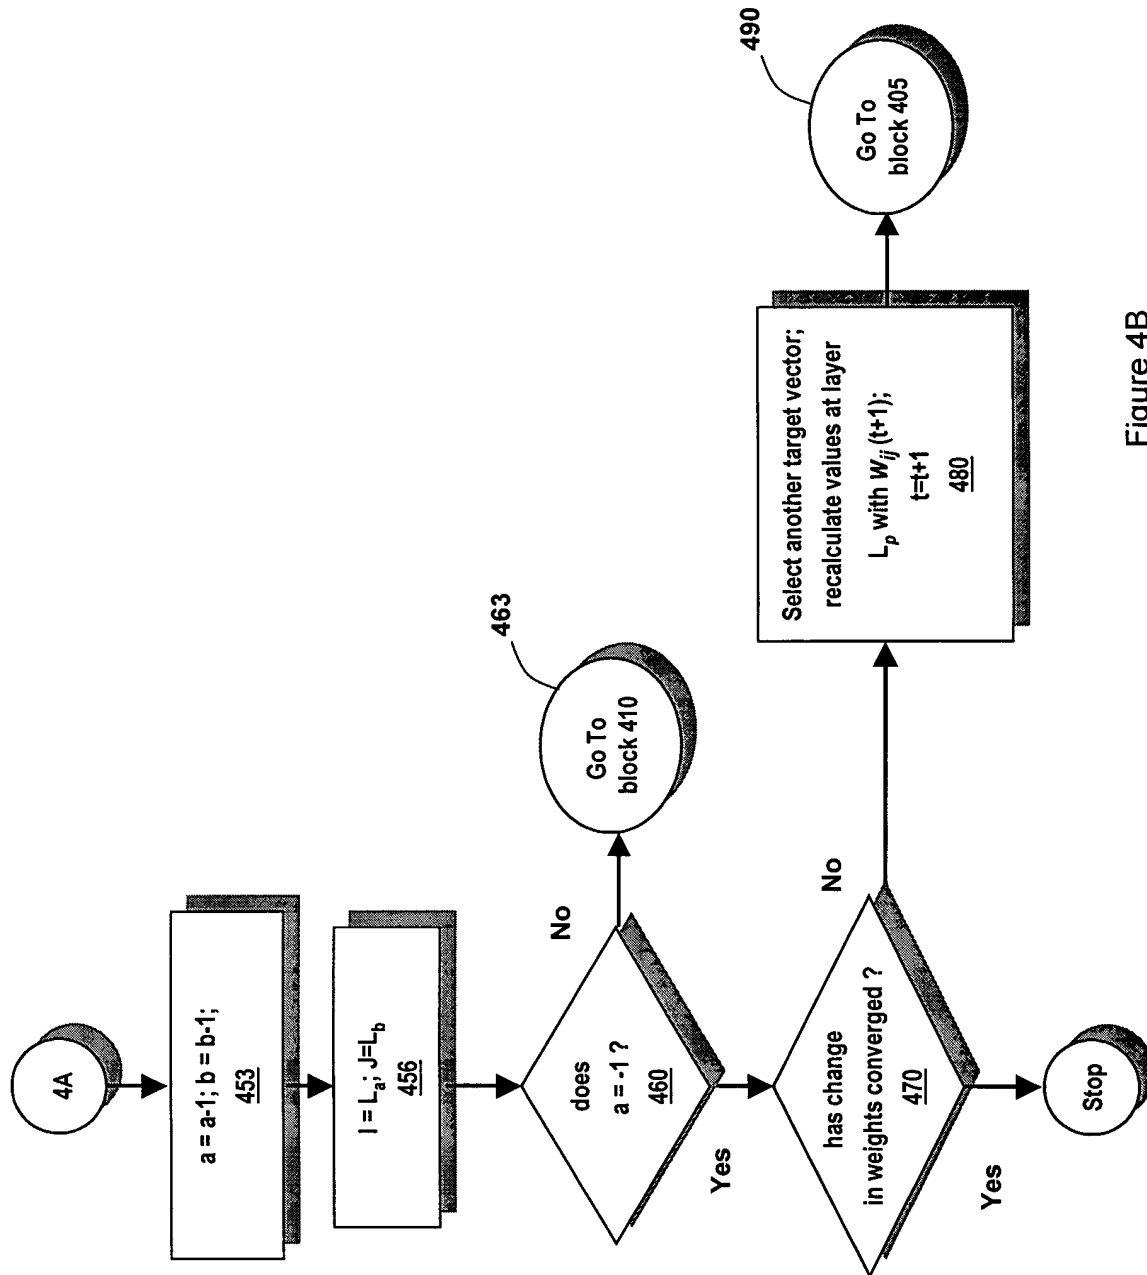 4A
a = a-1; b = b-1;
453
I = Lₐ; J=L_b
456
does
a = -1 ?
460
No
Go To
block 410
463
Yes
has change
in weights converged ?
470
No
Select another target vector;
recalculate values at layer
Lₚ with Wᵢⱼ (t+1);
t=t+1
480
Go To
block 405
490
Yes
Stop
Figure 4B